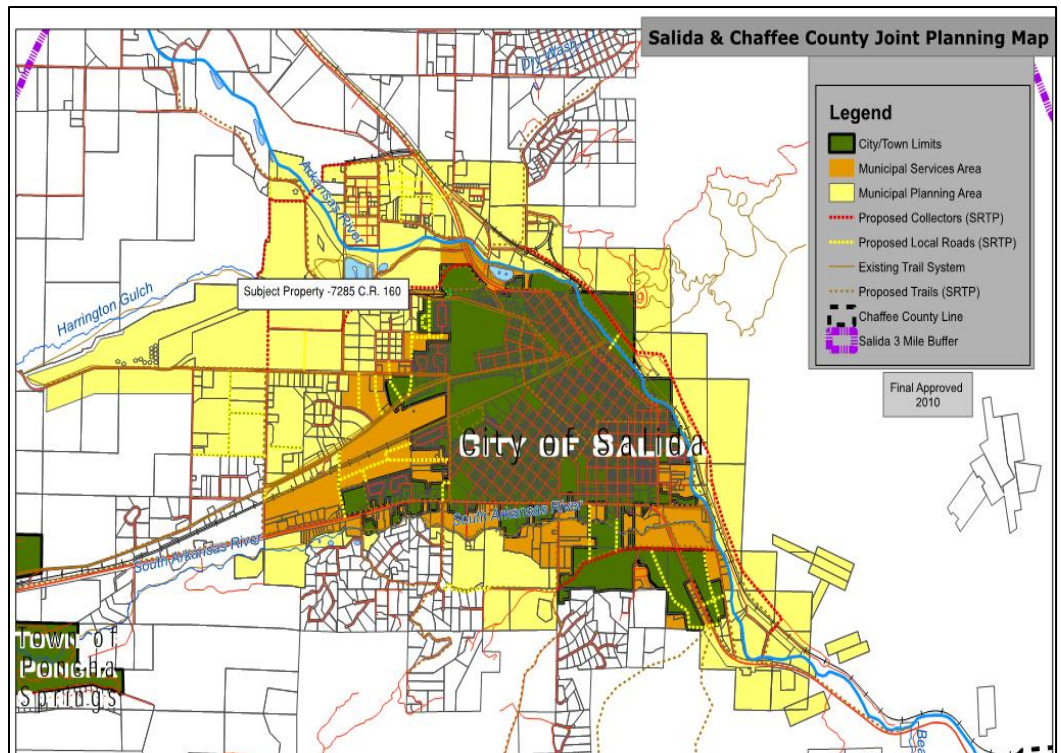 Salida & Chaffee County Joint Planning Map
Legend
City/Town Limits
Municipal Services Area
Municipal Planning Area
Proposed Collectors (SRTP)
Proposed Local Roads (SRTP)
Existing Trail System
Proposed Trails (SRTP)
Chaffee County Line
Salida 3 Mile Buffer
Final Approved
2010
Dry Wash
Arkansas River
Harrington Gulch
Subject Property -7285 C.R. 160
City of Salida
South Arkansas River
South Arkansas River
Town of
Poncha
Springs